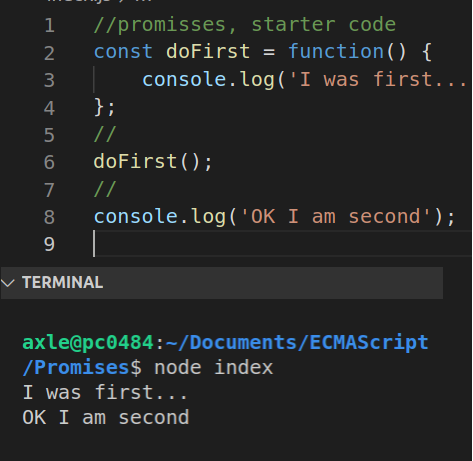 1 //promisses, starter code
2 const doFirst = function() {
3 console.log('I was first...
4 };
5 //
6 doFirst();
7 //
8 console.log('OK I am second');
9
TERMINAL
axle@pc0484:~/Documents/ECMAScript
/Promises$ node index
I was first...
OK I am second